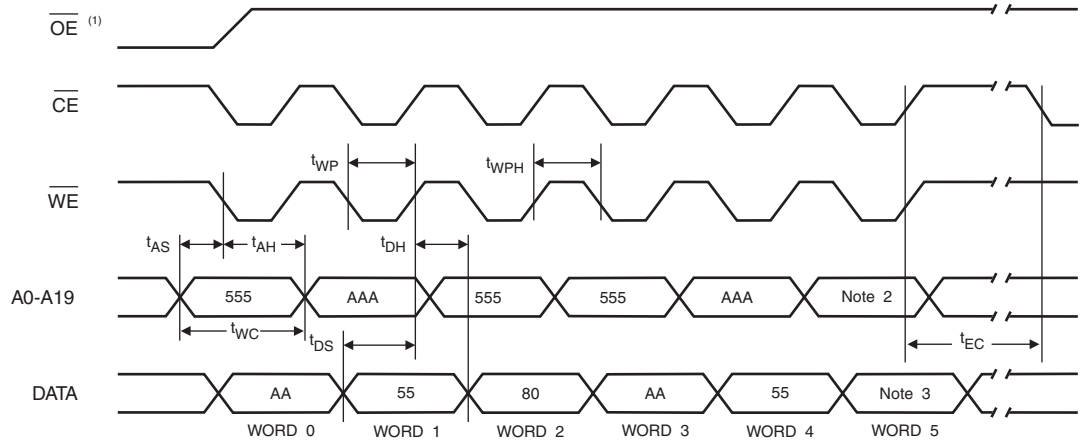 OE (1)
CE
tWP
tWPH
WE
tAS
tAH
tDH
A0-A19
555
AAA
555
555
AAA
Note 2
tWC
tDS
tEC
DATA
AA
55
80
AA
55
Note 3
WORD 0
WORD 1
WORD 2
WORD 3
WORD 4
WORD 5